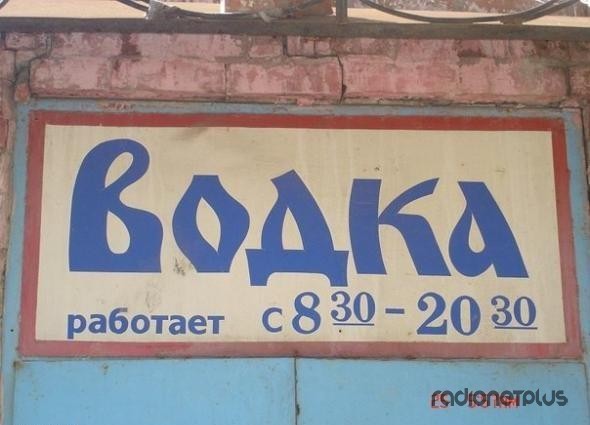 Водка
работает с 8 30 - 20 30
radionetplus